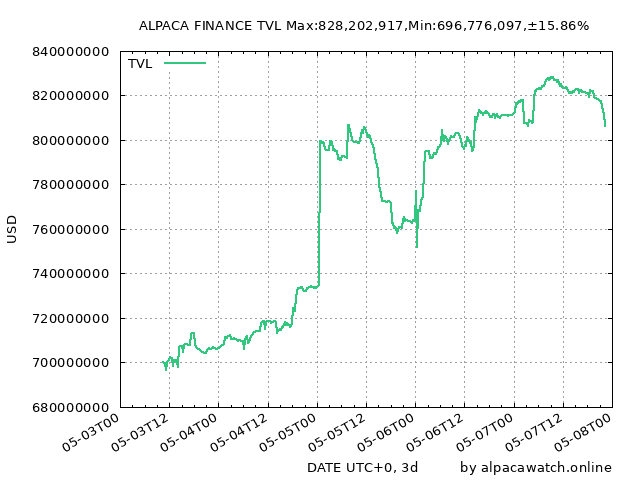 ALPACA FINANCE TVL Max:828,202,917,Min:696,776,097,±15.86%
840000000
TVL
820000000
800000000
780000000
760000000
USD
740000000
720000000
700000000
680000000
05-03T00
05-03T12
05-04T00
05-04T12
05-05T00
05-05T12
05-06T00
05-06T12
05-07T00
05-07T12
05-08T00
DATE UTC+0, 3d
by alpacawatch.online